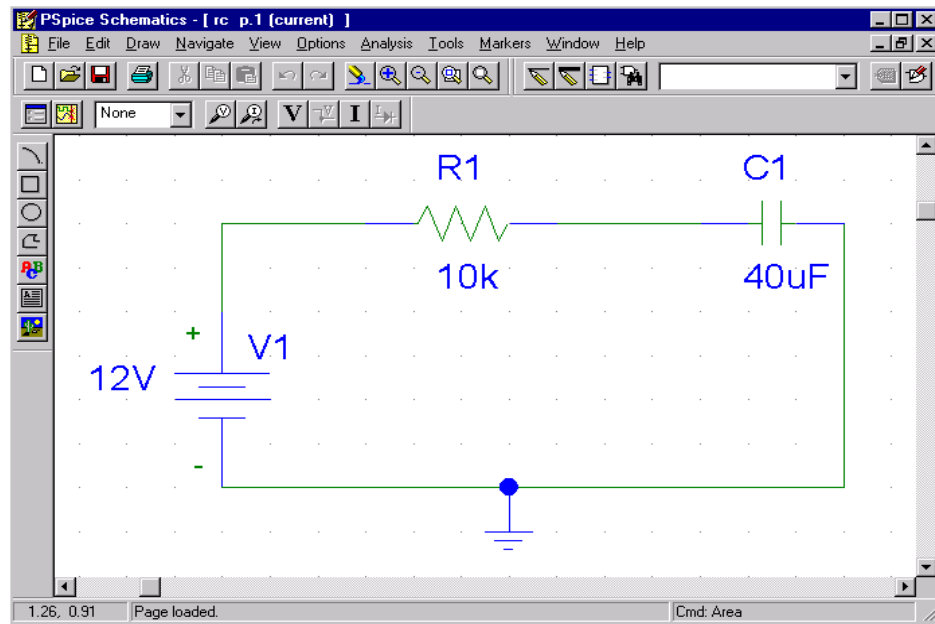 PSpice Schematics - [ rc p.1 (current) ]
File Edit Draw Navigate View Options Analysis Tools Markers Window Help
None V V I
R1 C1
10k 40uF
+
V1
12V
-
1.26, 0.91 Page loaded. Cmd: Area